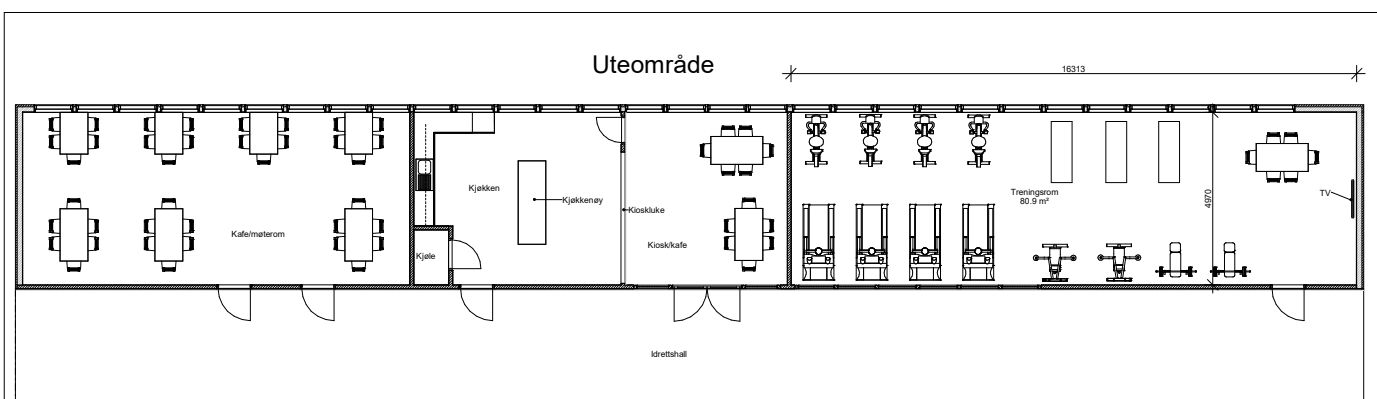 Uteområde
16313
Kjøkken
Kjøkkenøy
Kioskluke
Kafe/møterom
Kiosk/kafe
Kjøle
Treningsrom
80.9 m²
4970
TV
Idrettshall